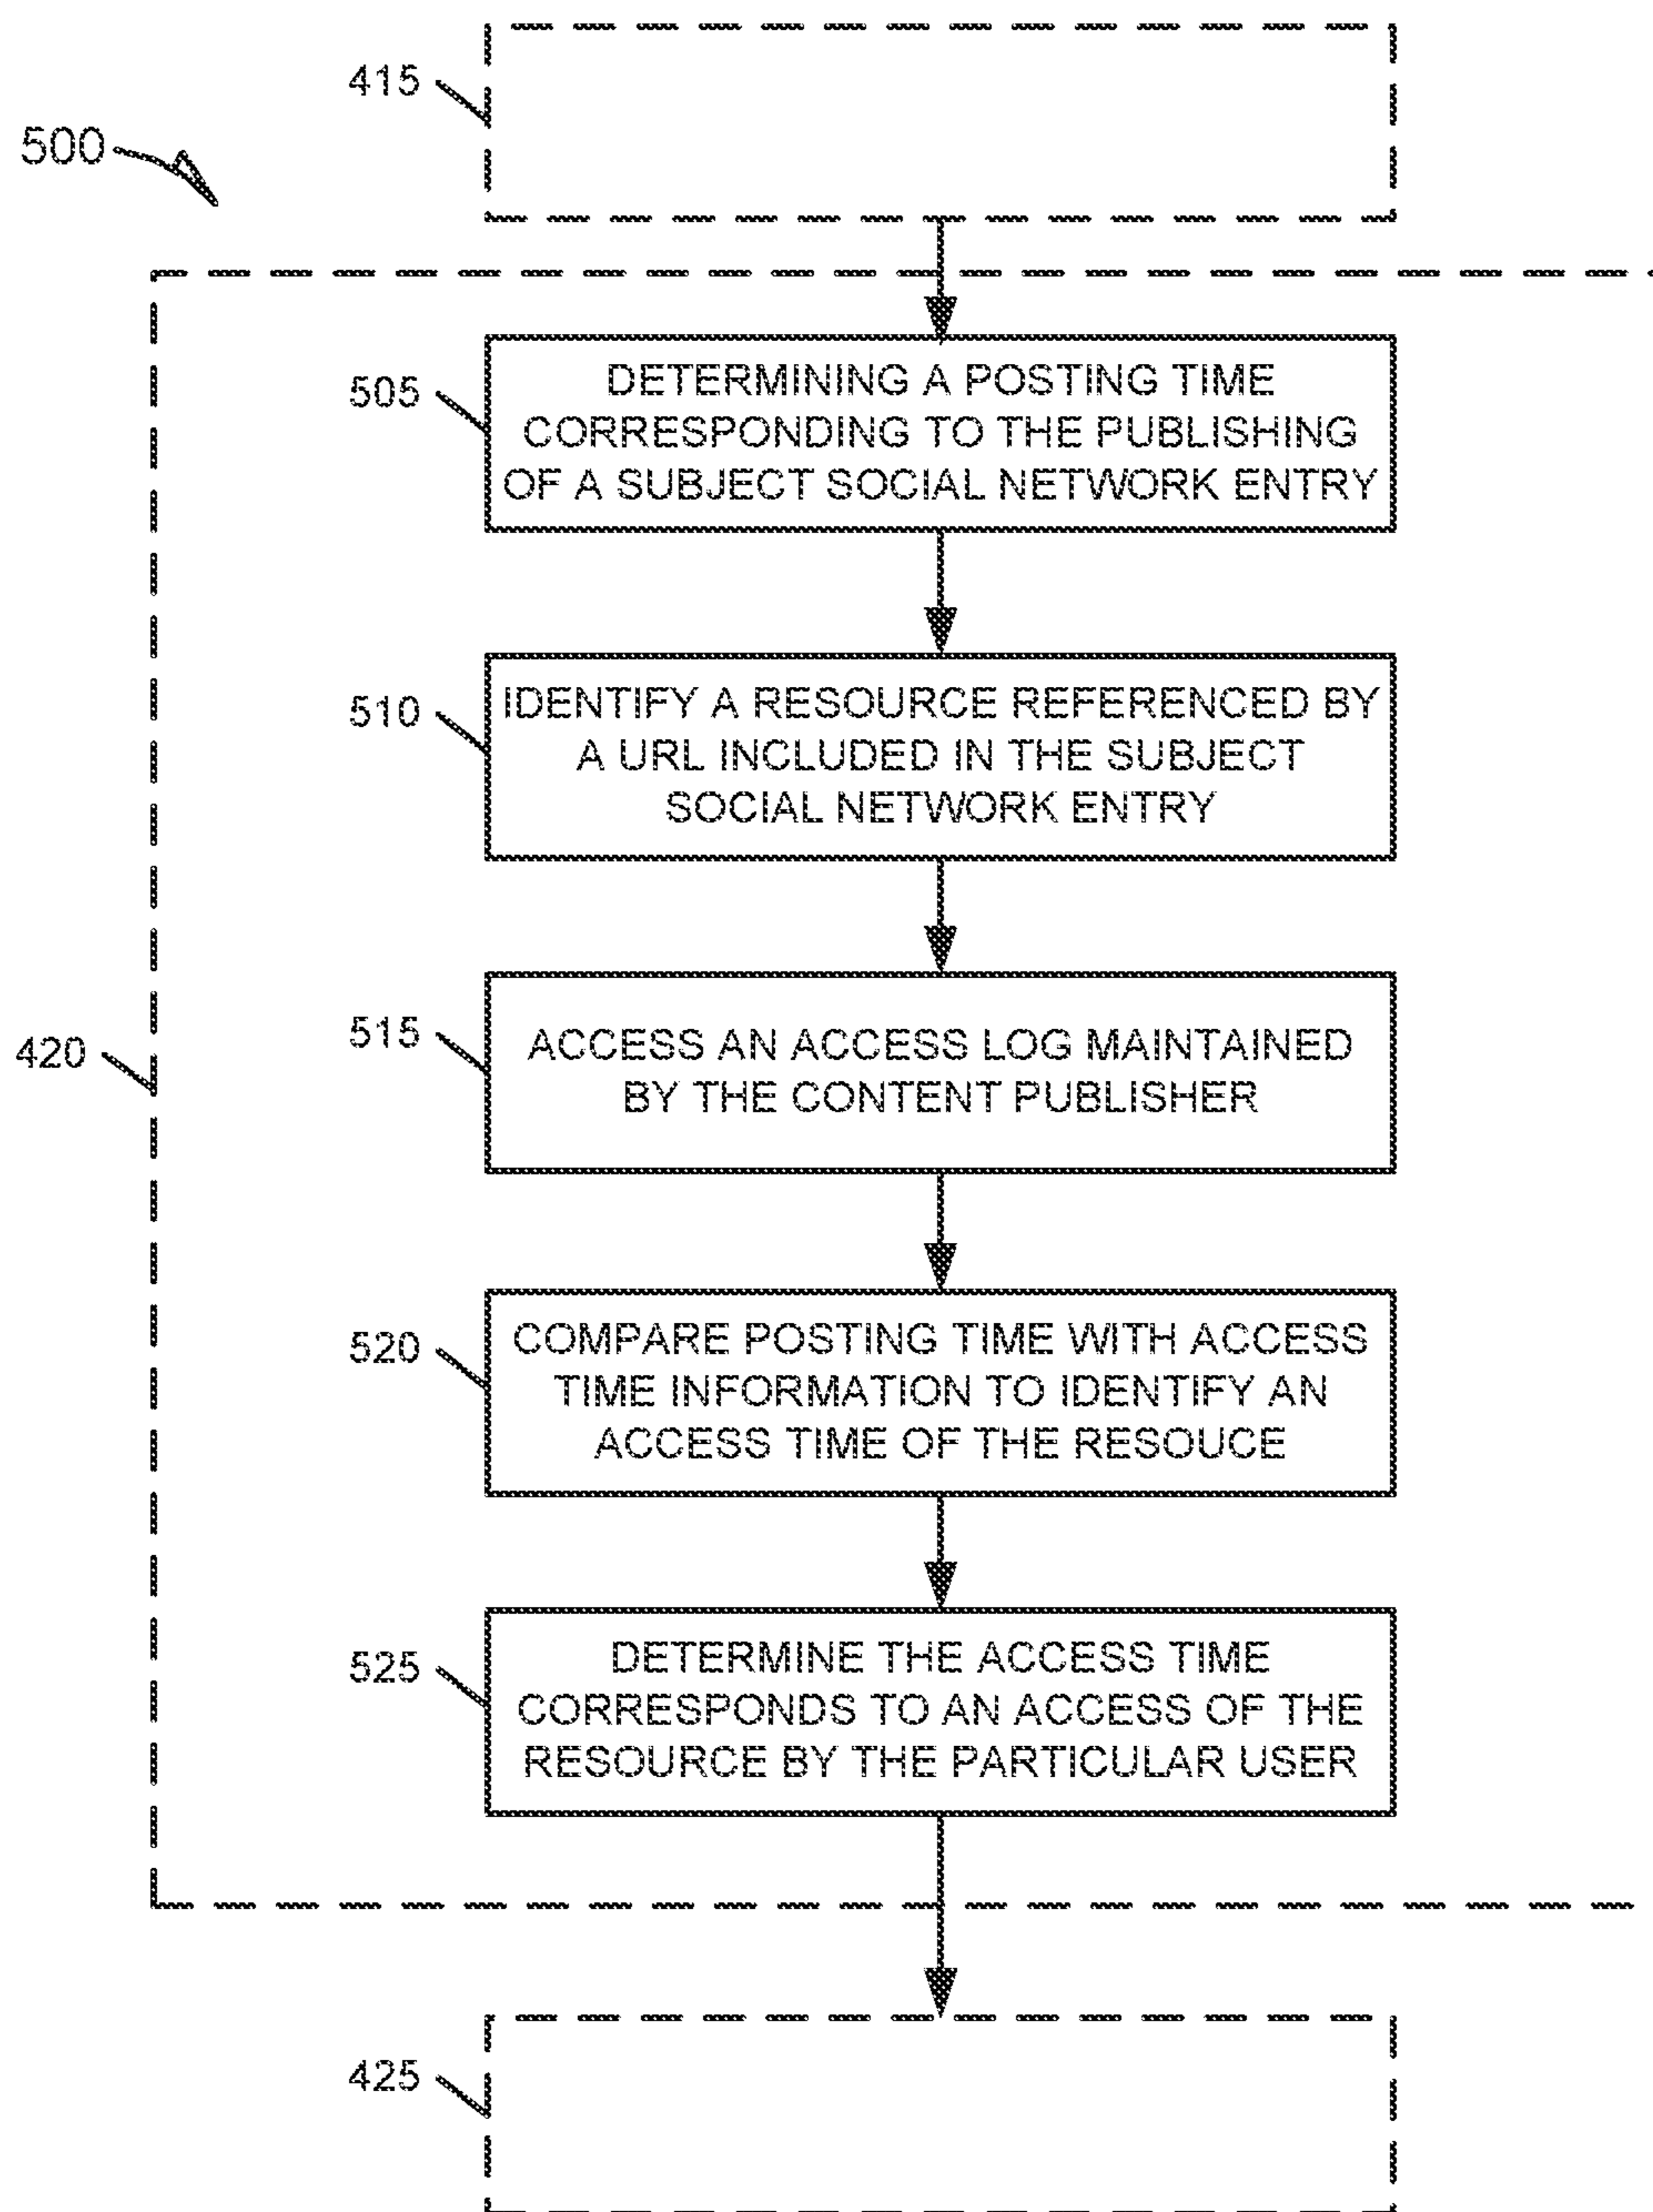 415
500
505
DETERMINING A POSTING TIME
CORRESPONDING TO THE PUBLISHING
OF A SUBJECT SOCIAL NETWORK ENTRY
510
IDENTIFY A RESOURCE REFERENCED BY
A URL INCLUDED IN THE SUBJECT
SOCIAL NETWORK ENTRY
420
515
ACCESS AN ACCESS LOG MAINTAINED
BY THE CONTENT PUBLISHER
520
COMPARE POSTING TIME WITH ACCESS
TIME INFORMATION TO IDENTIFY AN
ACCESS TIME OF THE RESOUCE
525
DETERMINE THE ACCESS TIME
CORRESPONDS TO AN ACCESS OF THE
RESOURCE BY THE PARTICULAR USER
425